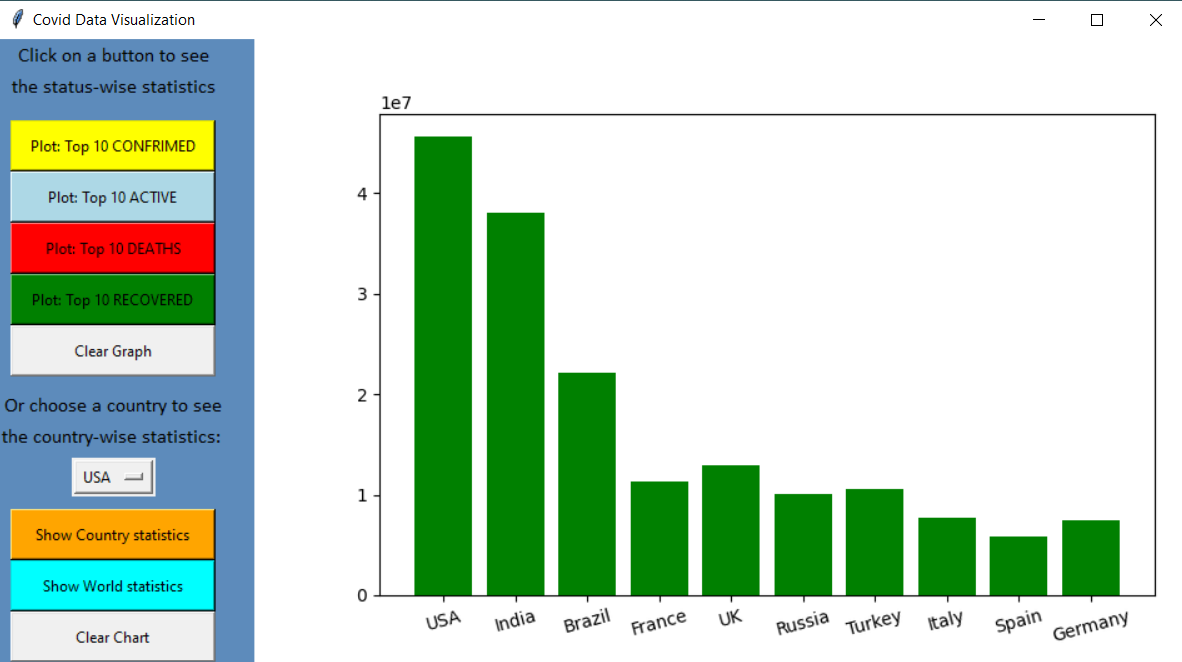 Covid Data Visualization
Click on a button to see
the status-wise statistics
Plot: Top 10 CONFRIMED
Plot: Top 10 ACTIVE
Plot: Top 10 DEATHS
Plot: Top 10 RECOVERED
Clear Graph
Or choose a country to see
the country-wise statistics:
USA
Show Country statistics
Show World statistics
Clear Chart
1e7
4
3
2
1
0
USA India Brazil France UK Russia Turkey Italy Spain Germany